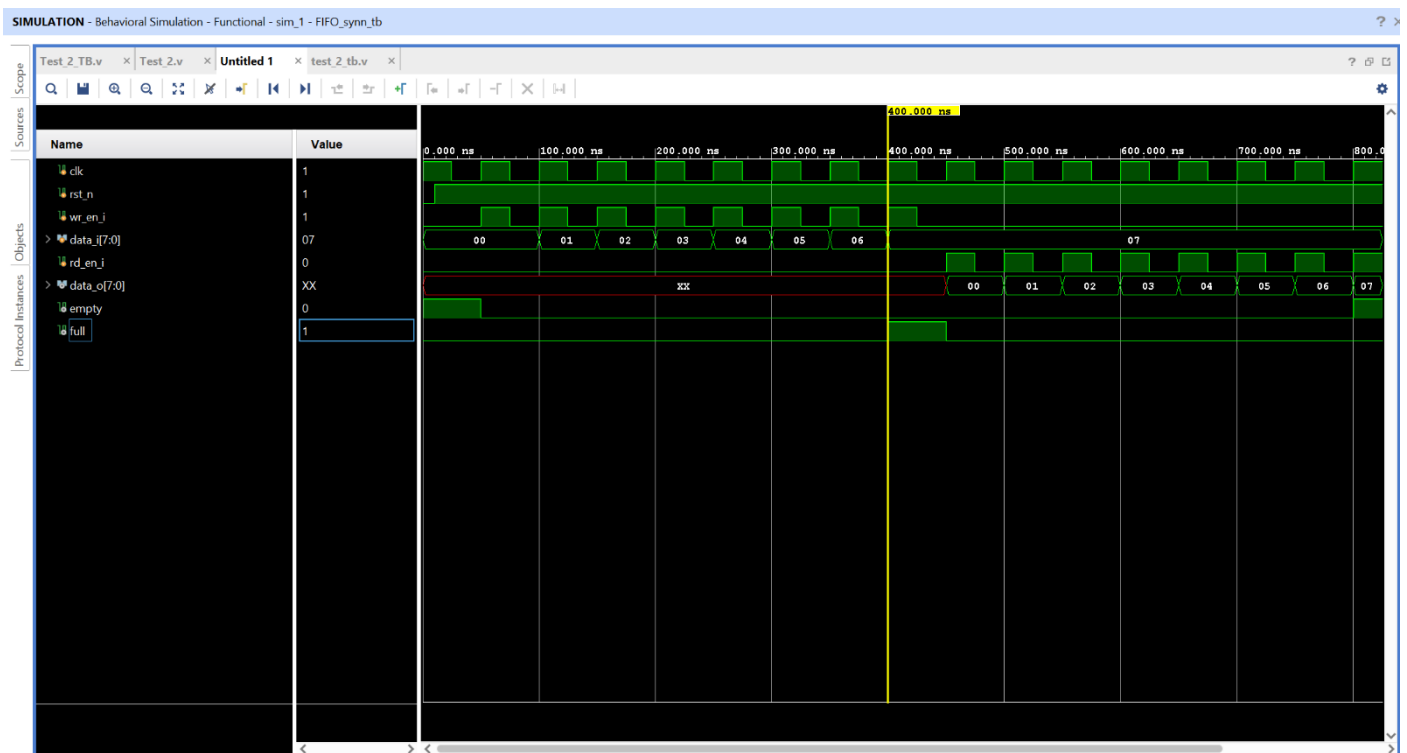 SIMULATION - Behavioral Simulation - Functional - sim_1 - FIFO_synn_tb
? ×
Scope
Sources
Objects
Protocol Instances
Test_2_TB.v × Test_2.v × Untitled 1 × test_2_tb.v ×
?
400.000 ns
Name Value
0.000 ns 100.000 ns 200.000 ns 300.000 ns 400.000 ns 500.000 ns 600.000 ns 700.000 ns 800.0
clk 1
rst_n 1
wr_en_i 1
> data_i[7:0] 07 00 01 02 03 04 05 06 07
rd_en_i 0
> data_o[7:0] XX XX 00 01 02 03 04 05 06 07
empty 0
full 1